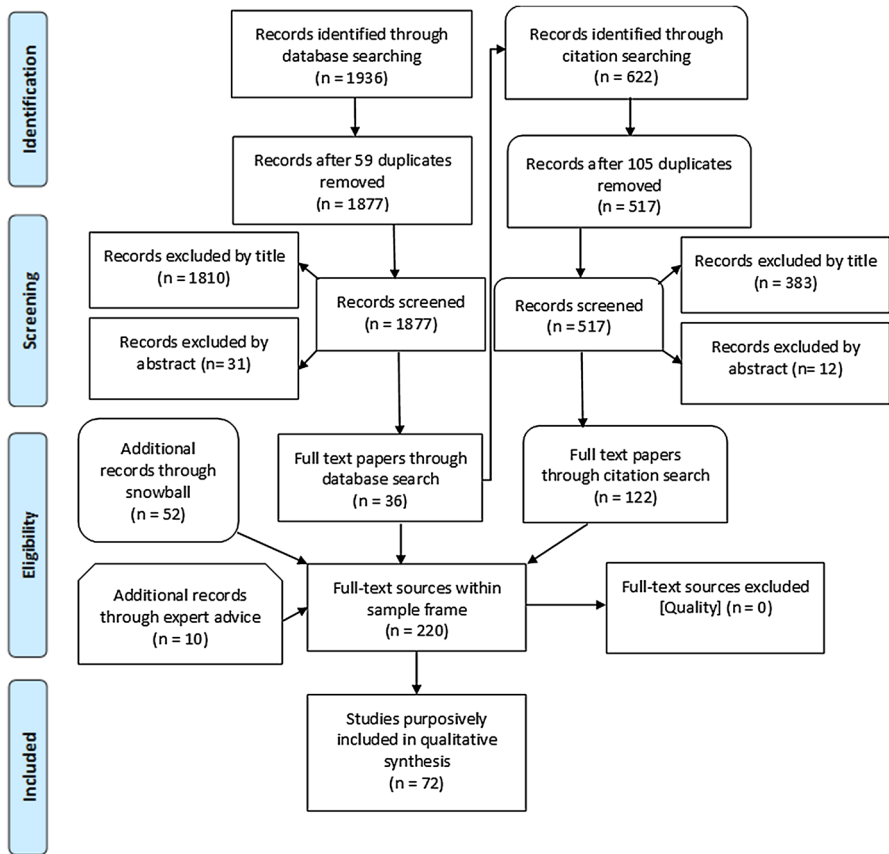 Identification
Records identified through
database searching
(n = 1936)
Records identified through
citation searching
(n = 622)
Records after 59 duplicates
removed
(n = 1877)
Records after 105 duplicates
removed
(n = 517)
Screening
Records excluded by title
(n = 1810)
Records screened
(n = 1877)
Records excluded by
abstract (n= 31)
Records screened
(n = 517)
Records excluded by title
(n = 383)
Records excluded by
abstract (n= 12)
Eligibility
Additional
records through
snowball
(n = 52)
Full text papers through
database search
(n = 36)
Full text papers
through citation search
(n = 122)
Additional records
through expert advice
(n = 10)
Full-text sources within
sample frame
(n = 220)
Full-text sources excluded
[Quality] (n = 0)
Included
Studies purposively
included in qualitative
synthesis
(n = 72)